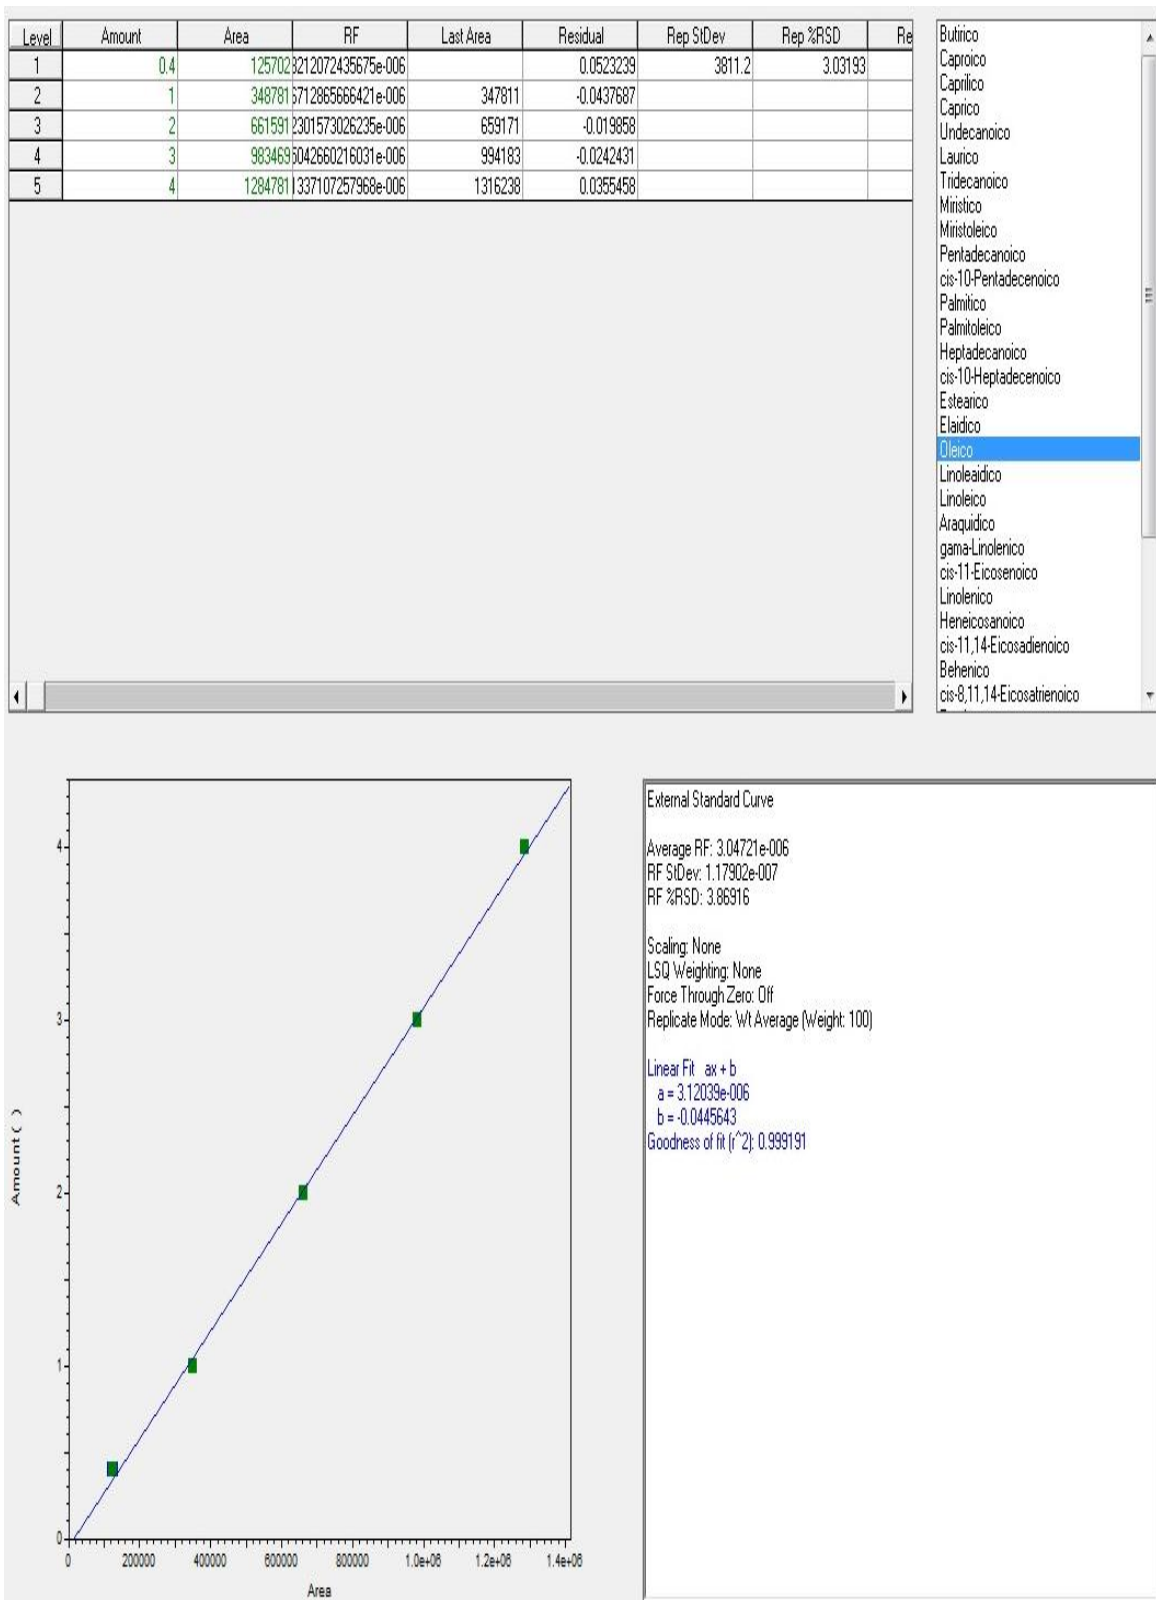 Level Amount Area RF Last Area Residual Rep StDev Rep %RSD Re
1 0.4 125702 8212072435675e-006 0.0523239 3811.2 3.03193
2 1 348781 6712865666421e-006 347811 -0.0437687
3 2 661591 2301573026235e-006 659171 -0.019858
4 3 983469 5042660216031e-006 994183 -0.0242431
5 4 1284781 1337107257968e-006 1316238 0.0355458
Butirico
Caproico
Caprilico
Caprico
Undecanoico
Laurico
Tridecanoico
Miristico
Miristoleico
Pentadecanoico
cis-10-Pentadecenoico
Palmitico
Palmitoleico
Heptadecanoico
cis-10-Heptadecenoico
Estearico
Elaidico
Oleico
Linoleaidico
Linoleico
Araquidico
gama-Linolenico
cis-11-Eicosenoico
Linolenico
Heneicosanoico
cis-11,14-Eicosadienoico
Behenico
cis-8,11,14-Eicosatrienoico
4
3
2
1
0
Amount ( )
0 200000 400000 600000 800000 1.0e+06 1.2e+06 1.4e+06
Area
External Standard Curve
Average RF: 3.04721e-006
RF StDev: 1.17902e-007
RF %RSD: 3.86916
Scaling: None
LSQ Weighting: None
Force Through Zero: Off
Replicate Mode: Wt Average (Weight: 100)
Linear Fit ax + b
a = 3.12039e-006
b = -0.0445643
Goodness of fit (r^2): 0.999191